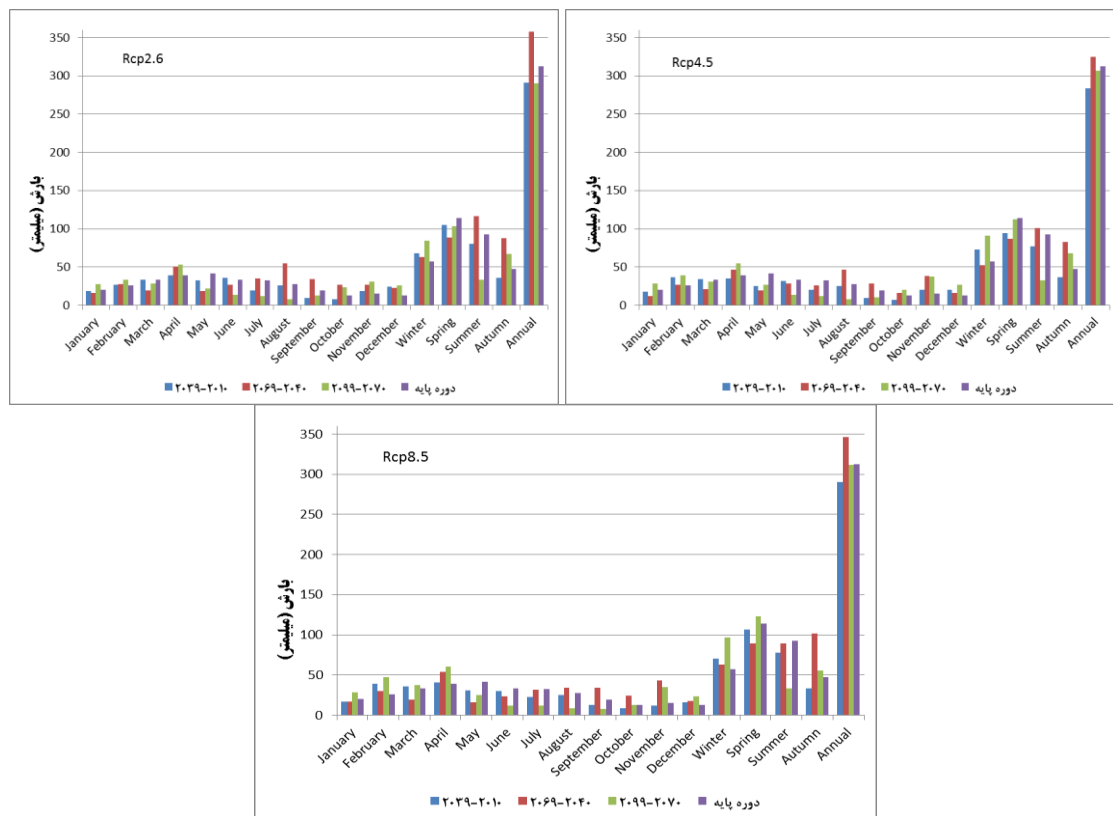 Rcp2.6
بارش (میلیمتر)
350
300
250
200
150
100
50
0
January February March April May June July August September October November December Winter Spring Summer Autumn Annual
۲۰۳۹-۲۰۱۰ ۲۰۶۹-۲۰۴۰ ۲۰۹۹-۲۰۷۰ دوره پایه
Rcp4.5
بارش (میلیمتر)
350
300
250
200
150
100
50
0
January February March April May June July August September October November December Winter Spring Summer Autumn Annual
۲۰۳۹-۲۰۱۰ ۲۰۶۹-۲۰۴۰ ۲۰۹۹-۲۰۷۰ دوره پایه
Rcp8.5
بارش (میلیمتر)
350
300
250
200
150
100
50
0
January February March April May June July August September October November December Winter Spring Summer Autumn Annual
۲۰۳۹-۲۰۱۰ ۲۰۶۹-۲۰۴۰ ۲۰۹۹-۲۰۷۰ دوره پایه